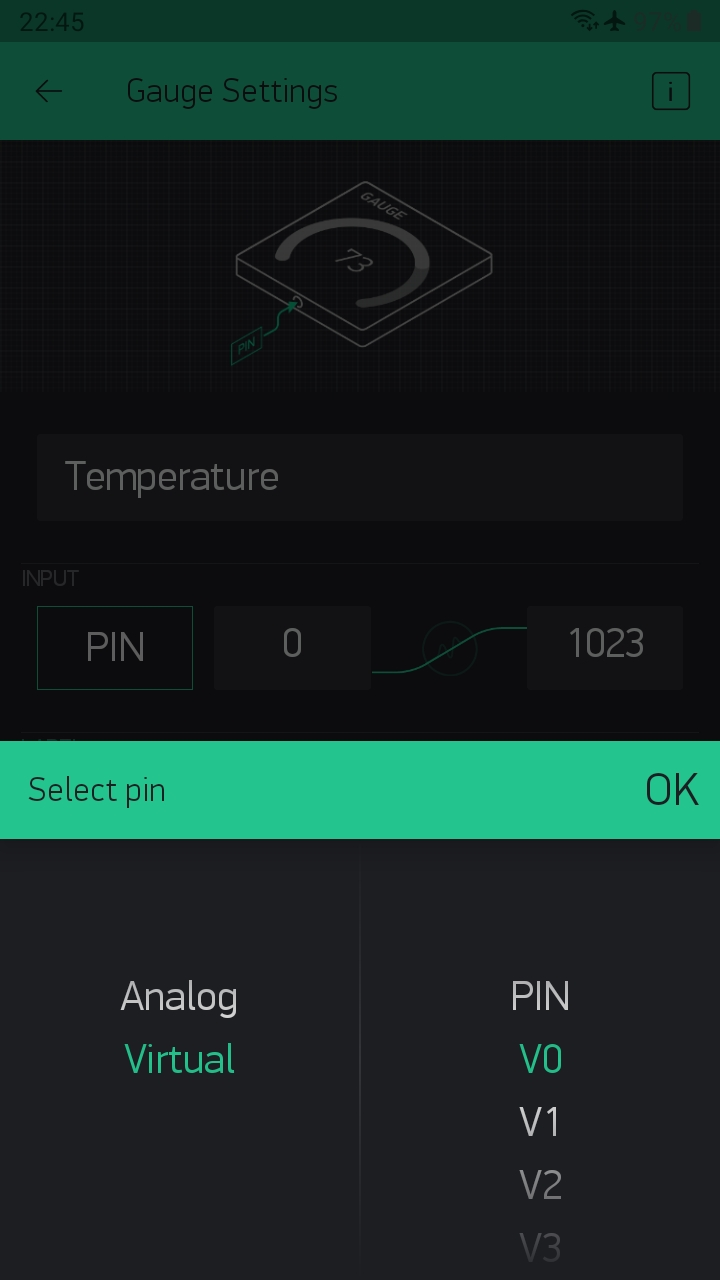 22:45 97%
Gauge Settings i
GAUGE
73
PIN
Temperature
INPUT
PIN 0 1023
Select pin OK
Analog PIN
Virtual V0
V1
V2
V3